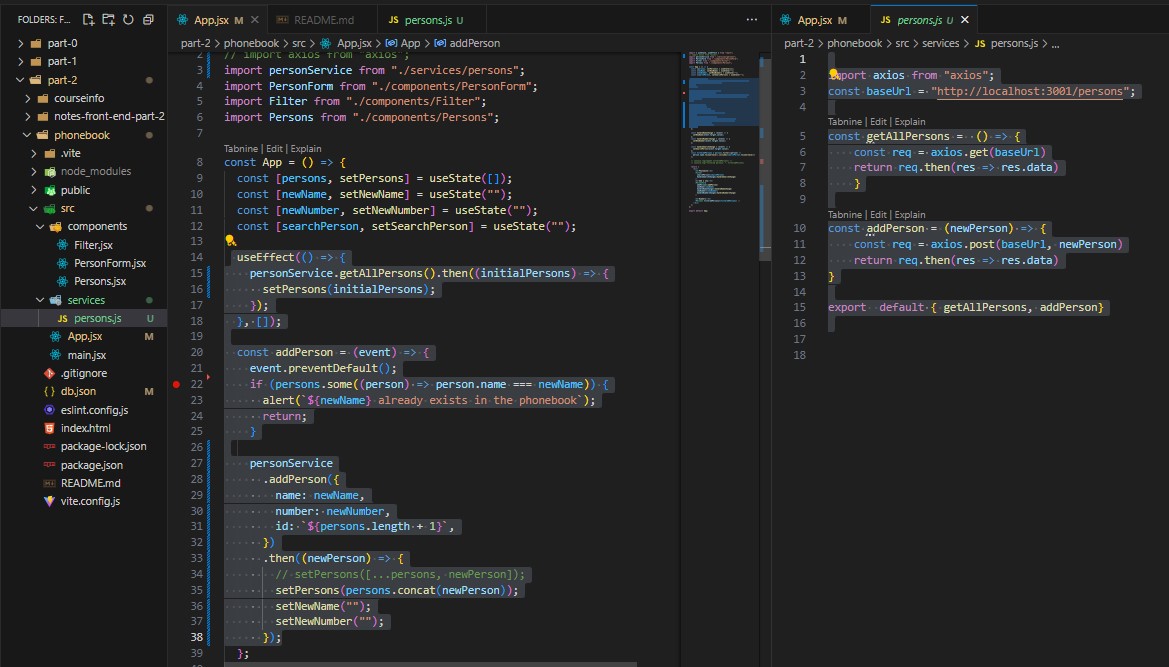 FOLDERS: F...
part-0
part-1
part-2
courseinfo
notes-front-end-part-2
phonebook
.vite
node_modules
public
src
components
Filter.jsx
PersonForm.jsx
Persons.jsx
services
JS persons.js U
App.jsx M
main.jsx
.gitignore
{} db.json M
eslint.config.js
index.html
package-lock.json
package.json
README.md
vite.config.js
App.jsx M
README.md
JS persons.js U
...
part-2 > phonebook > src > App.jsx > App > addPerson
2 // import axios from "axios";
3 import personService from "./services/persons";
4 import PersonForm from "./components/PersonForm";
5 import Filter from "./components/Filter";
6 import Persons from "./components/Persons";
7
Tabnine | Edit | Explain
8 const App = () => {
9 const [persons, setPersons] = useState([]);
10 const [newName, setNewName] = useState("");
11 const [newNumber, setNewNumber] = useState("");
12 const [searchPerson, setSearchPerson] = useState("");
13
14 useEffect(() => {
15 personService.getAllPersons().then((initialPersons) => {
16 setPersons(initialPersons);
17 });
18 }, []);
19
20 const addPerson = (event) => {
21 event.preventDefault();
22 if (persons.some((person) => person.name === newName)) {
23 alert(`${newName} already exists in the phonebook`);
24 return;
25 }
26
27 personService
28 .addPerson({
29 name: newName,
30 number: newNumber,
31 id: `${persons.length + 1}`,
32 })
33 .then((newPerson) => {
34 // setPersons([...persons, newPerson]);
35 setPersons(persons.concat(newPerson));
36 setNewName("");
37 setNewNumber("");
38 });
39 };
App.jsx M
JS persons.js U
part-2 > phonebook > src > services > JS persons.js > ...
1
2 import axios from "axios";
3 const baseUrl = "http://localhost:3001/persons";
4
Tabnine | Edit | Explain
5 const getAllPersons = () => {
6 const req = axios.get(baseUrl)
7 return req.then(res => res.data)
8 }
9
Tabnine | Edit | Explain
10 const addPerson = (newPerson) => {
11 const req = axios.post(baseUrl, newPerson)
12 return req.then(res => res.data)
13 }
14
15 export default { getAllPersons, addPerson}
16
17
18